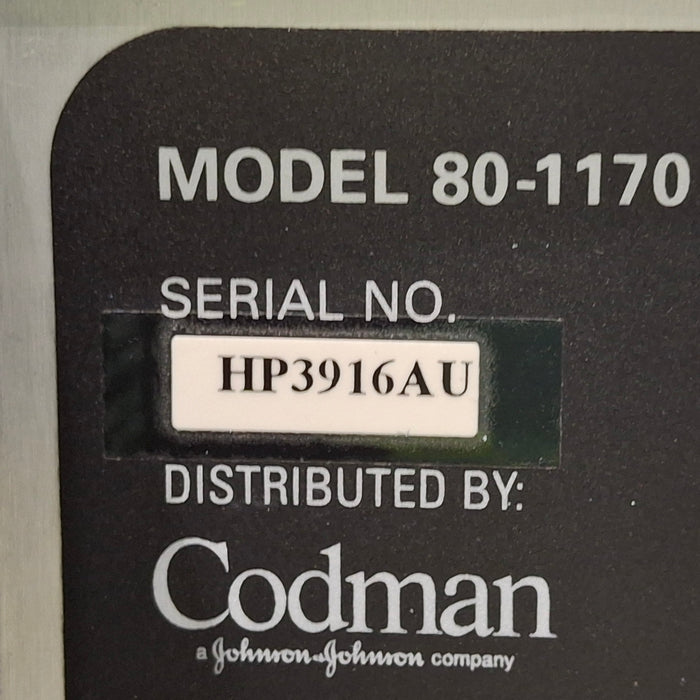 MODEL 80-1170
SERIAL NO.
HP3916AU
DISTRIBUTED BY:
Codman
a Johnson & Johnson company